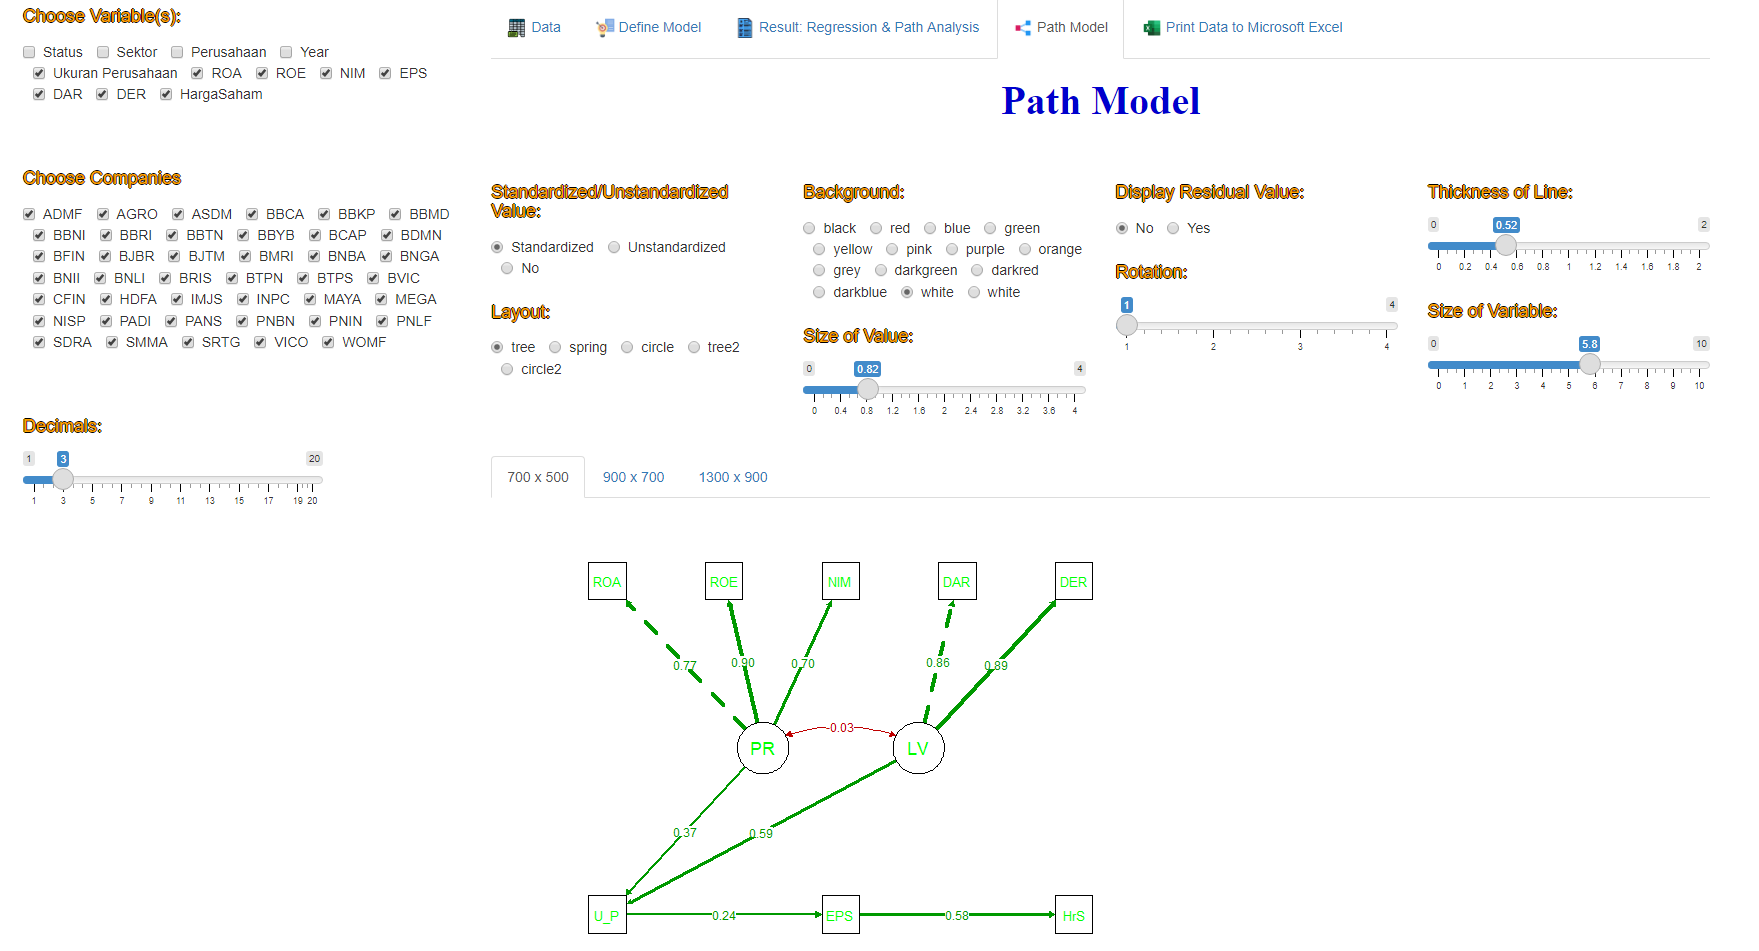 Choose Variable(s):
Status Sektor Perusahaan Year
Ukuran Perusahaan ROA ROE NIM EPS
DAR DER HargaSaham
Choose Companies
ADMF AGRO ASDM BBCA BBKP BBMD
BBNI BBRI BBTN BBYB BCAP BDMN
BFIN BJBR BJTM BMRI BNBA BNGA
BNII BNLI BRIS BTPN BTPS BVIC
CFIN HDFA IMJS INPC MAYA MEGA
NISP PADI PANS PNBN PNIN PNLF
SDRA SMMA SRTG VICO WOMF
Decimals:
1 3 20
1 3 5 7 9 11 13 15 17 19 20
Data Define Model Result: Regression & Path Analysis Path Model Print Data to Microsoft Excel
Path Model
Standardized/Unstandardized
Value:
Standardized Unstandardized
No
Layout:
tree spring circle tree2
circle2
Background:
black red blue green
yellow pink purple orange
grey darkgreen darkred
darkblue white white
Size of Value:
0 0.82 4
0 0.4 0.8 1.2 1.6 2 2.4 2.8 3.2 3.6 4
Display Residual Value:
No Yes
Rotation:
1 4
1 2 3 4
Thickness of Line:
0 0.52 2
0 0.2 0.4 0.6 0.8 1 1.2 1.4 1.6 1.8 2
Size of Variable:
0 5.8 10
0 1 2 3 4 5 6 7 8 9 10
700 x 500 900 x 700 1300 x 900
ROA ROE NIM DAR DER
0.77 0.90 0.70 0.86 0.89
-0.03
PR LV
0.37 0.59
U_P 0.24 EPS 0.58 HrS